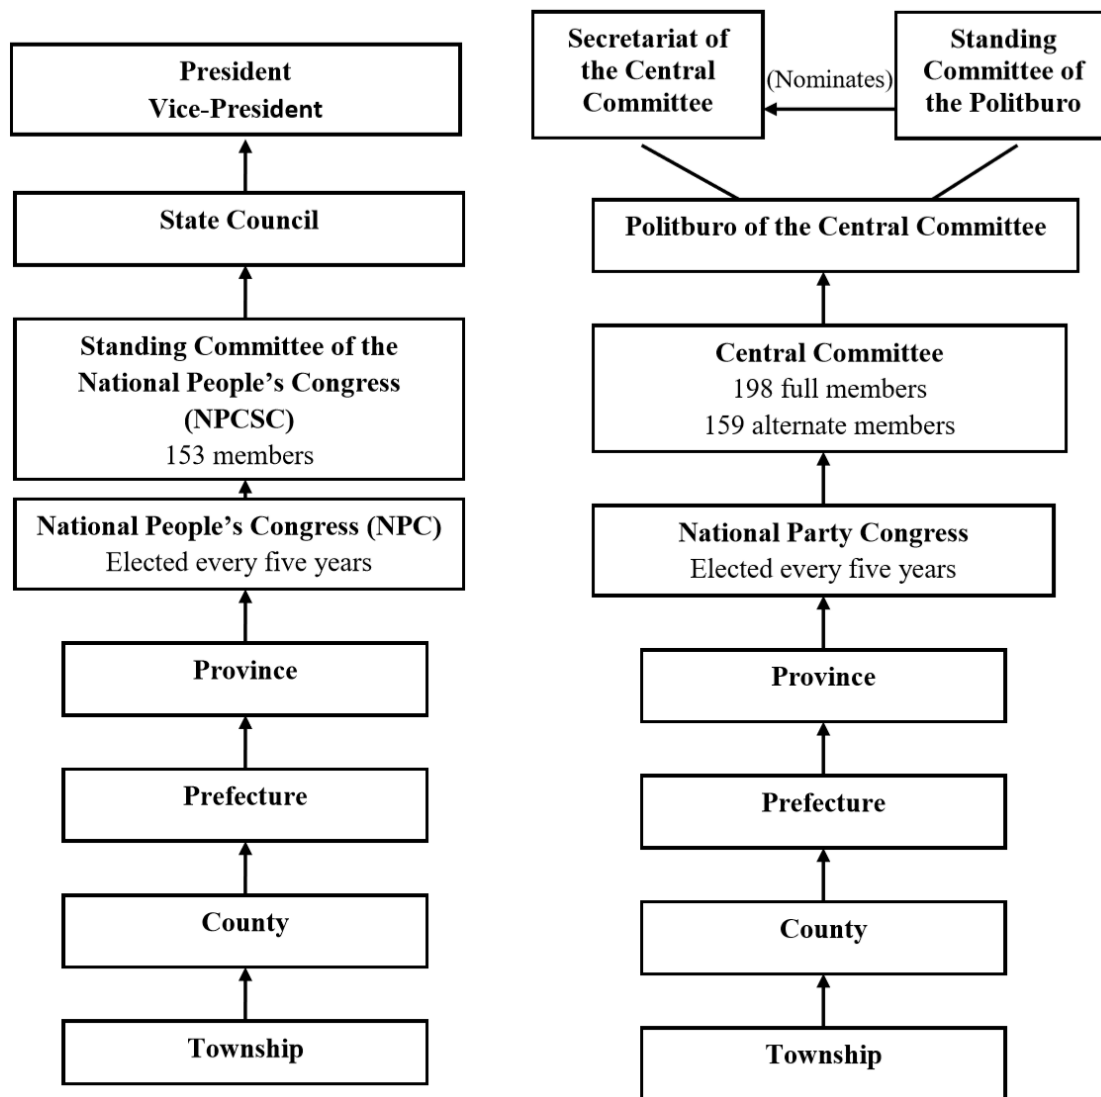 President
Vice-President
State Council
Standing Committee of the
National People’s Congress
(NPCSC)
153 members
National People’s Congress (NPC)
Elected every five years
Province
Prefecture
County
Township
Secretariat of
the Central
Committee
(Nominates)
Standing
Committee of
the Politburo
Politburo of the Central Committee
Central Committee
198 full members
159 alternate members
National Party Congress
Elected every five years
Province
Prefecture
County
Township